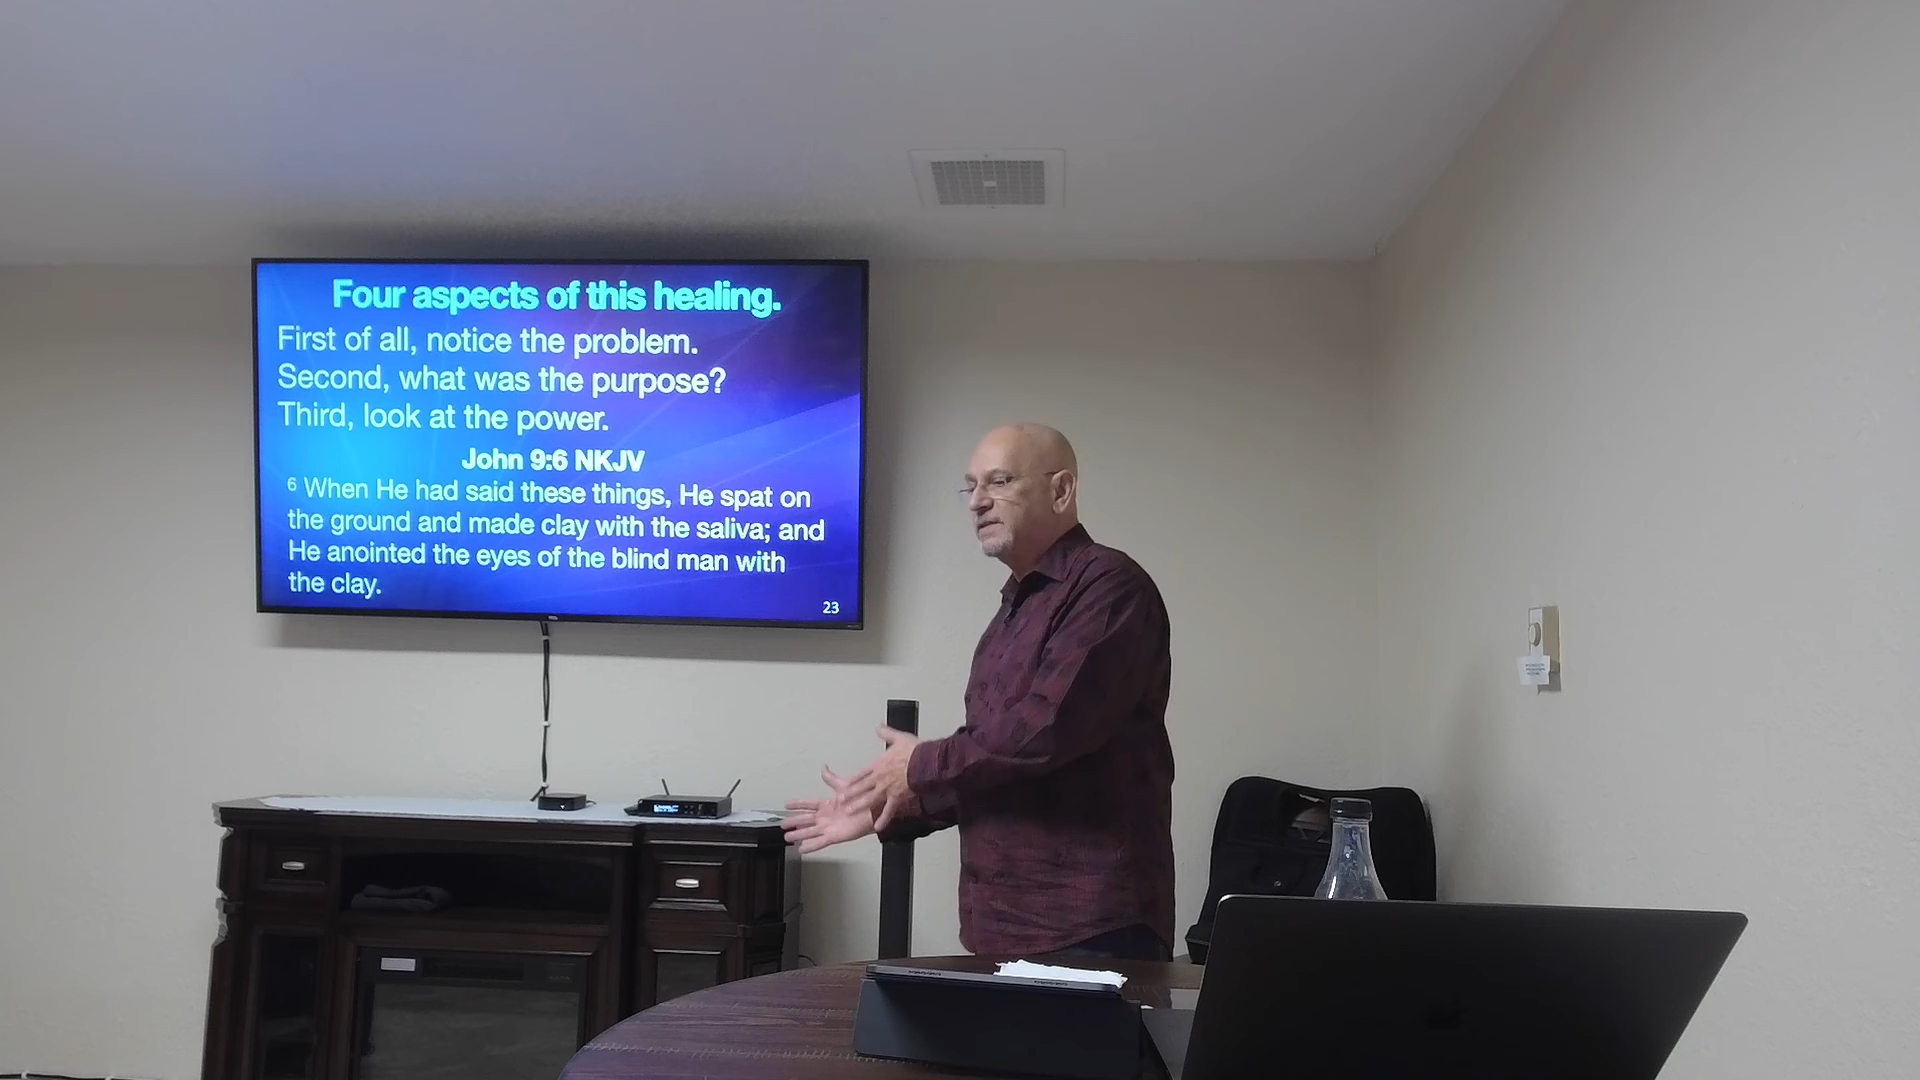 Four aspects of this healing.
First of all, notice the problem.
Second, what was the purpose?
Third, look at the power.
John 9:6 NKJV
6 When He had said these things, He spat on
the ground and made clay with the saliva; and
He anointed the eyes of the blind man with
the clay.
23